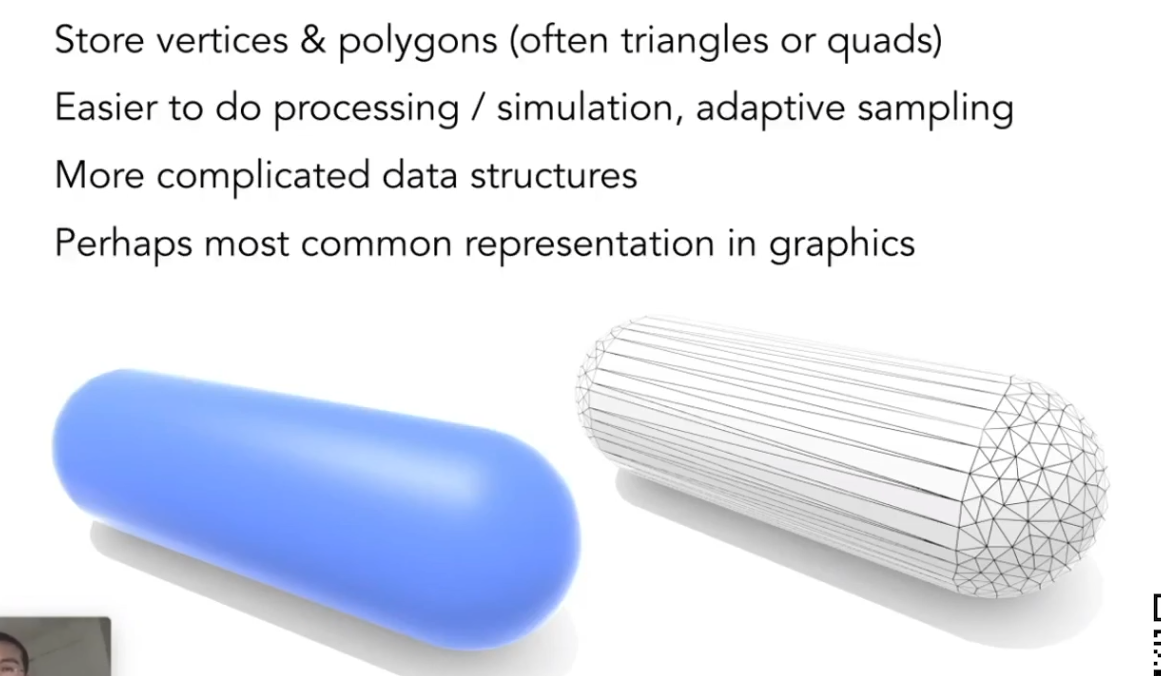 Store vertices & polygons (often triangles or quads)
Easier to do processing / simulation, adaptive sampling
More complicated data structures
Perhaps most common representation in graphics